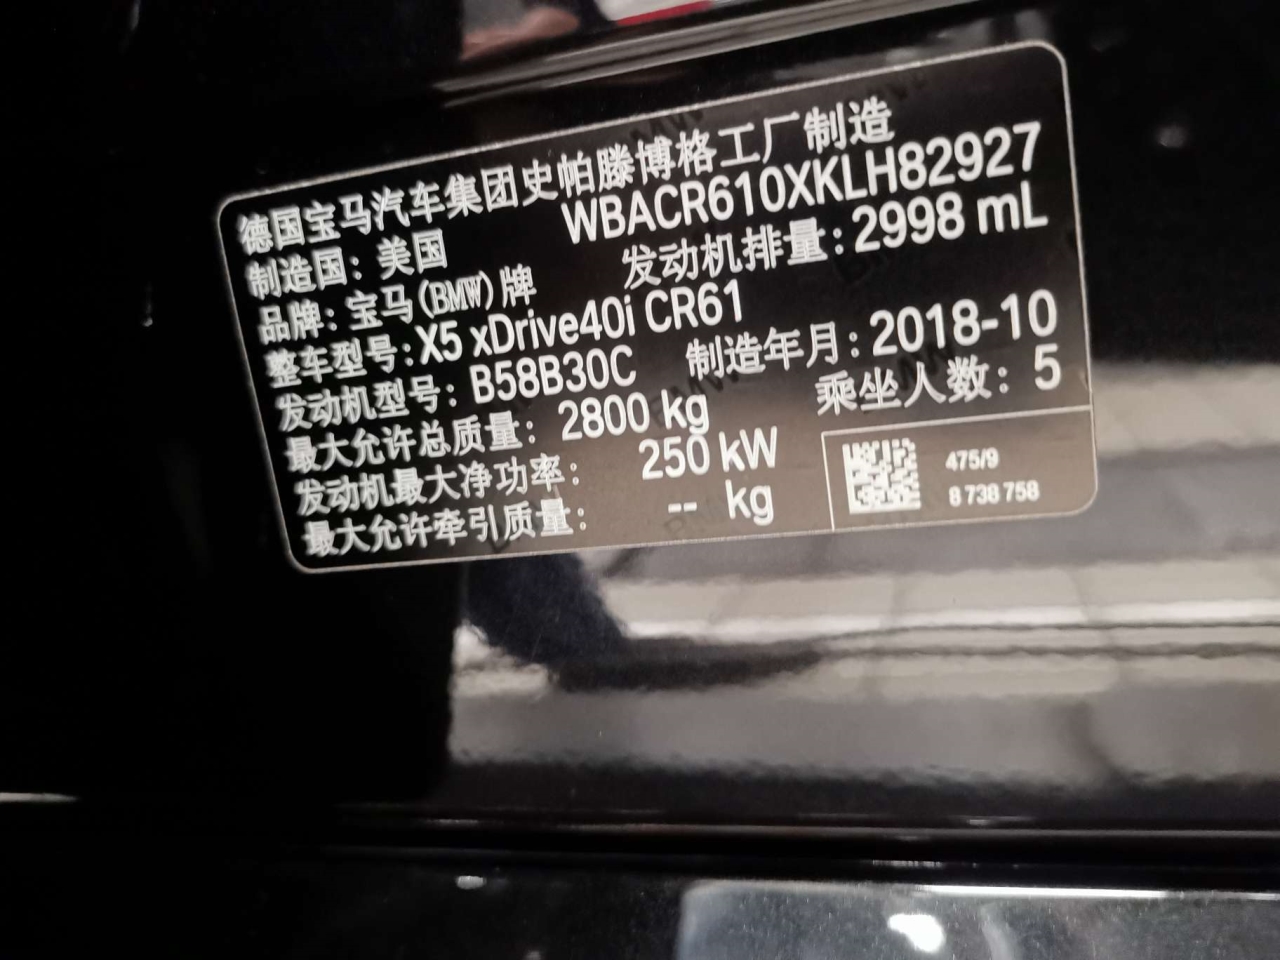 德国宝马汽车集团史帕滕博格工厂制造
制造国：美国 WBACR610XKLH82927
品牌：宝马(BMW)牌 发动机排量：2998 mL
整车型号：X5 xDrive40i CR61
发动机型号：B58B30C 制造年月：2018-10
最大允许总质量：2800 kg 乘坐人数：5
发动机最大净功率：250 kW
最大允许牵引质量：-- kg
475/9
8 738 758